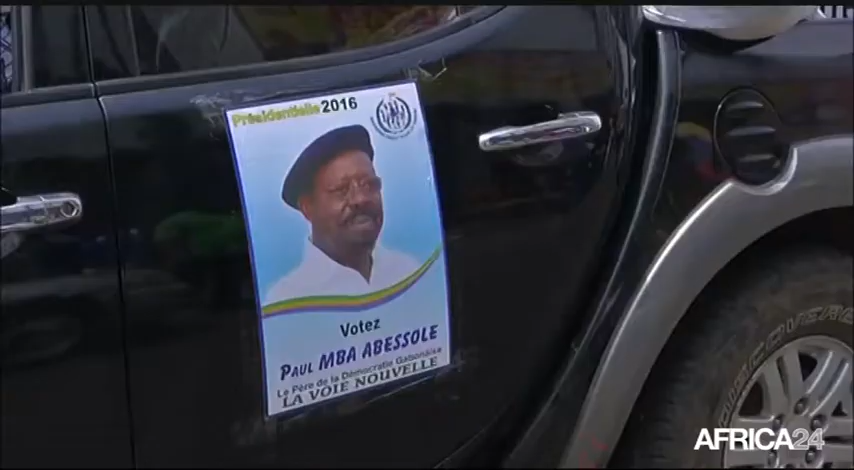 Présidentielle 2016
Votez
PAUL MBA ABESSOLE
Le Père de la Démocratie Gabonaise
LA VOIE NOUVELLE
AFRICA24